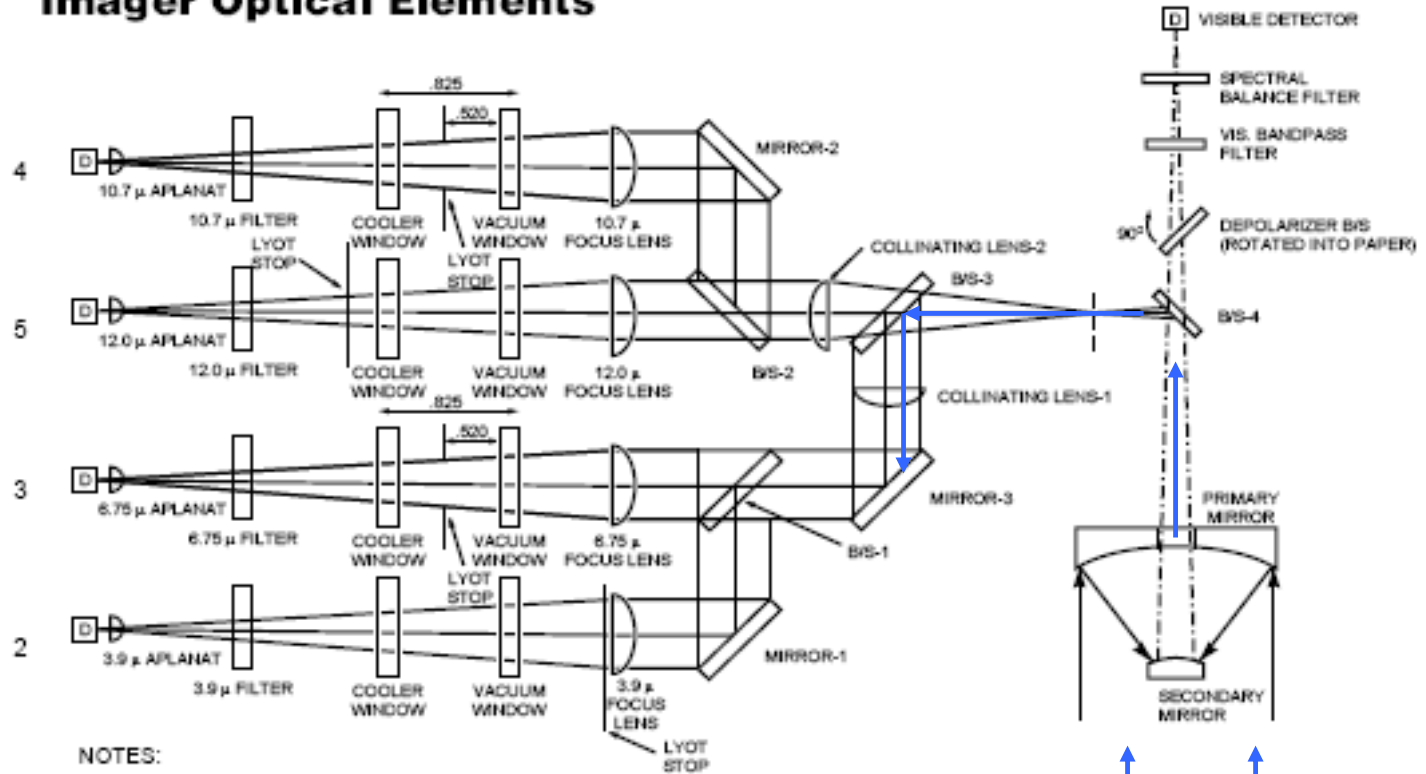 Imager Optical Elements
D VISIBLE DETECTOR
SPECTRAL
BALANCE FILTER
VIS. BANDPASS
FILTER
90°
DEPOLARIZER B/S
(ROTATED INTO PAPER)
B/S-4
PRIMARY
MIRROR
SECONDARY
MIRROR
.825
.520
MIRROR-2
4
D
10.7 µ APLANAT
10.7 µ FILTER
COOLER
WINDOW
VACUUM
WINDOW
10.7 µ
FOCUS LENS
LYOT
STOP
LYOT
STOP
COLLINATING LENS-2
B/S-3
5
D
12.0 µ APLANAT
12.0 µ FILTER
COOLER
WINDOW
VACUUM
WINDOW
12.0 µ
FOCUS LENS
B/S-2
COLLINATING LENS-1
.825
.520
3
D
6.75 µ APLANAT
6.75 µ FILTER
COOLER
WINDOW
VACUUM
WINDOW
6.75 µ
FOCUS LENS
MIRROR-3
B/S-1
LYOT
STOP
2
D
3.9 µ APLANAT
3.9 µ FILTER
COOLER
WINDOW
VACUUM
WINDOW
3.9 µ
FOCUS
LENS
MIRROR-1
LYOT
STOP
NOTES: